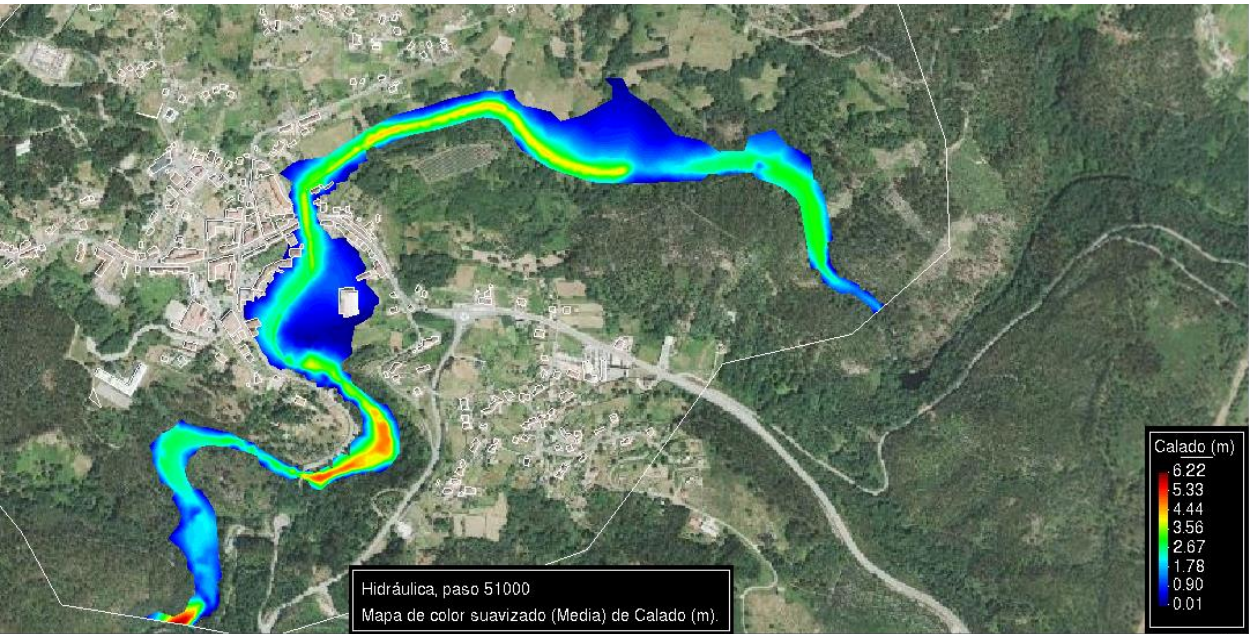 Calado (m)
6.22
5.33
4.44
3.56
2.67
1.78
0.90
0.01
Hidráulica, paso 51000
Mapa de color suavizado (Media) de Calado (m).